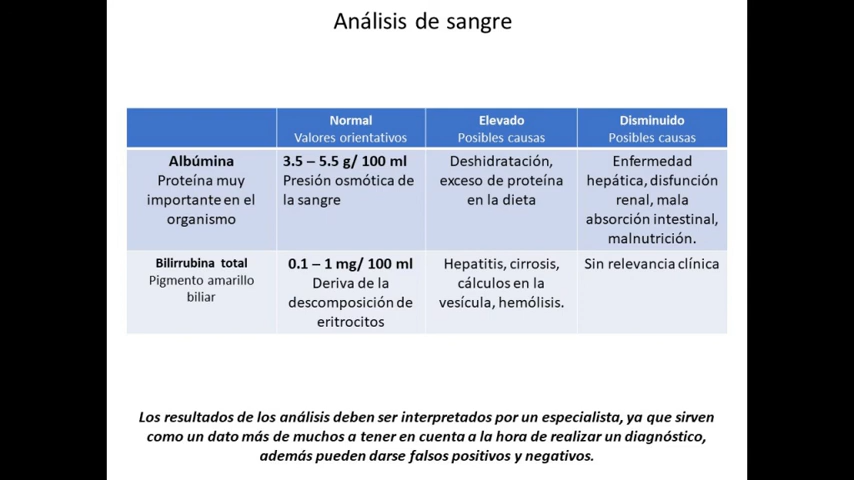 Análisis de sangre
Normal
Valores orientativos
Elevado
Posibles causas
Disminuido
Posibles causas
Albúmina
Proteína muy
importante en el
organismo
3.5 – 5.5 g/ 100 ml
Presión osmótica de
la sangre
Deshidratación,
exceso de proteína
en la dieta
Enfermedad
hepática, disfunción
renal, mala
absorción intestinal,
malnutrición.
Bilirrubina total
Pigmento amarillo
biliar
0.1 – 1 mg/ 100 ml
Deriva de la
descomposición de
eritrocitos
Hepatitis, cirrosis,
cálculos en la
vesícula, hemólisis.
Sin relevancia clínica
Los resultados de los análisis deben ser interpretados por un especialista, ya que sirven
como un dato más de muchos a tener en cuenta a la hora de realizar un diagnóstico,
además pueden darse falsos positivos y negativos.